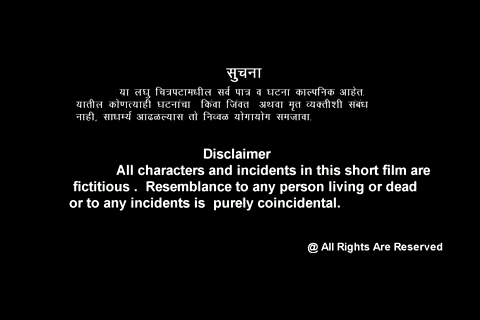 सुचना
या लघु चित्रपटामधील सर्व पात्र व घटना काल्पनिक आहेत.
यातील कोणत्याही घटनांचा किंवा जिंवत अथवा मृत व्यक्तीशी संबंध
नाही, साधर्म्य आढळल्यास तो निव्वळ योगायोग समजावा.
Disclaimer
All characters and incidents in this short film are
fictitious . Resemblance to any person living or dead
or to any incidents is purely coincidental.
@ All Rights Are Reserved